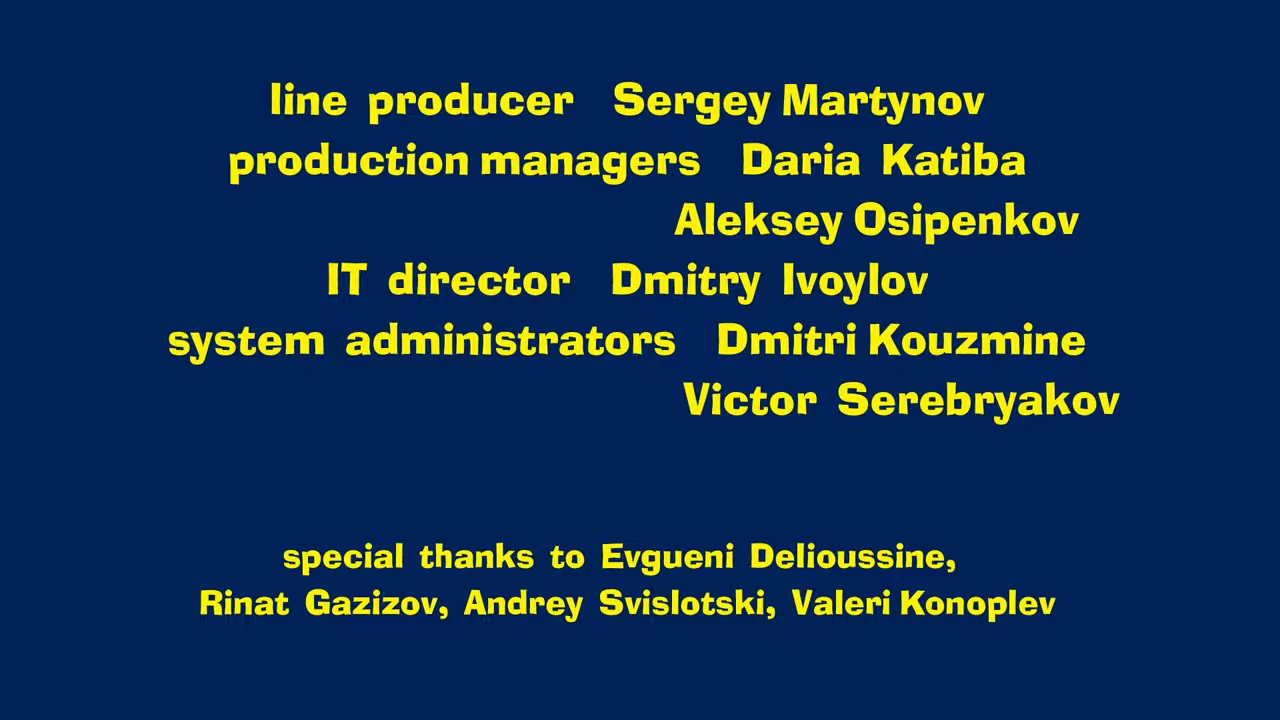 line producer Sergey Martynov
production managers Daria Katiba
Aleksey Osipenkov
IT director Dmitry Ivoylov
system administrators Dmitri Kouzmine
Victor Serebryakov
special thanks to Evgueni Delioussine,
Rinat Gazizov, Andrey Svislotski, Valeri Konoplev